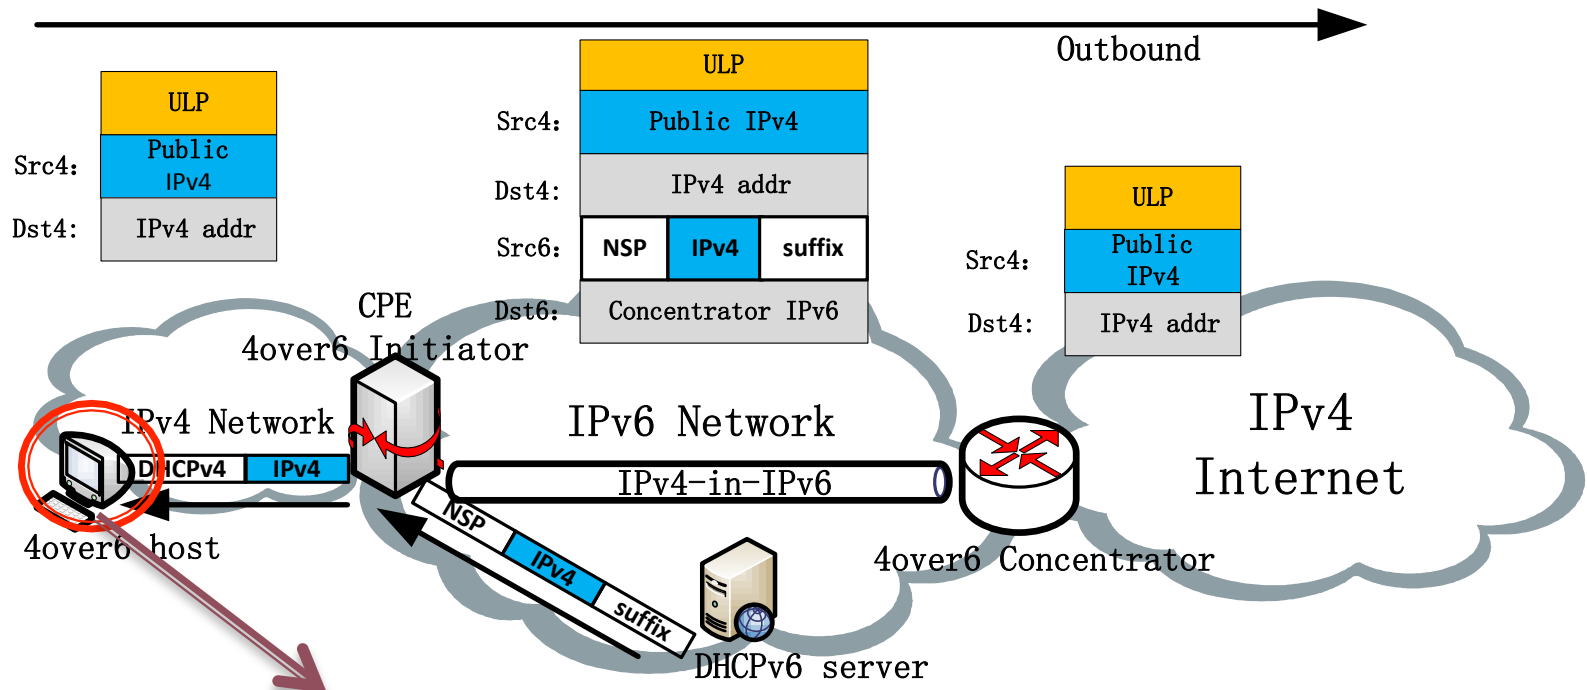 Outbound
ULP
Src4: Public
IPv4
Dst4: IPv4 addr
ULP
Src4: Public IPv4
Dst4: IPv4 addr
Src6: NSP IPv4 suffix
Dst6: Concentrator IPv6
ULP
Src4: Public
IPv4
Dst4: IPv4 addr
CPE
4over6 Initiator
IPv4 Network
DHCPv4 IPv4
4over6 host
IPv6 Network
IPv4-in-IPv6
NSP IPv4 suffix
DHCPv6 server
4over6 Concentrator
IPv4
Internet